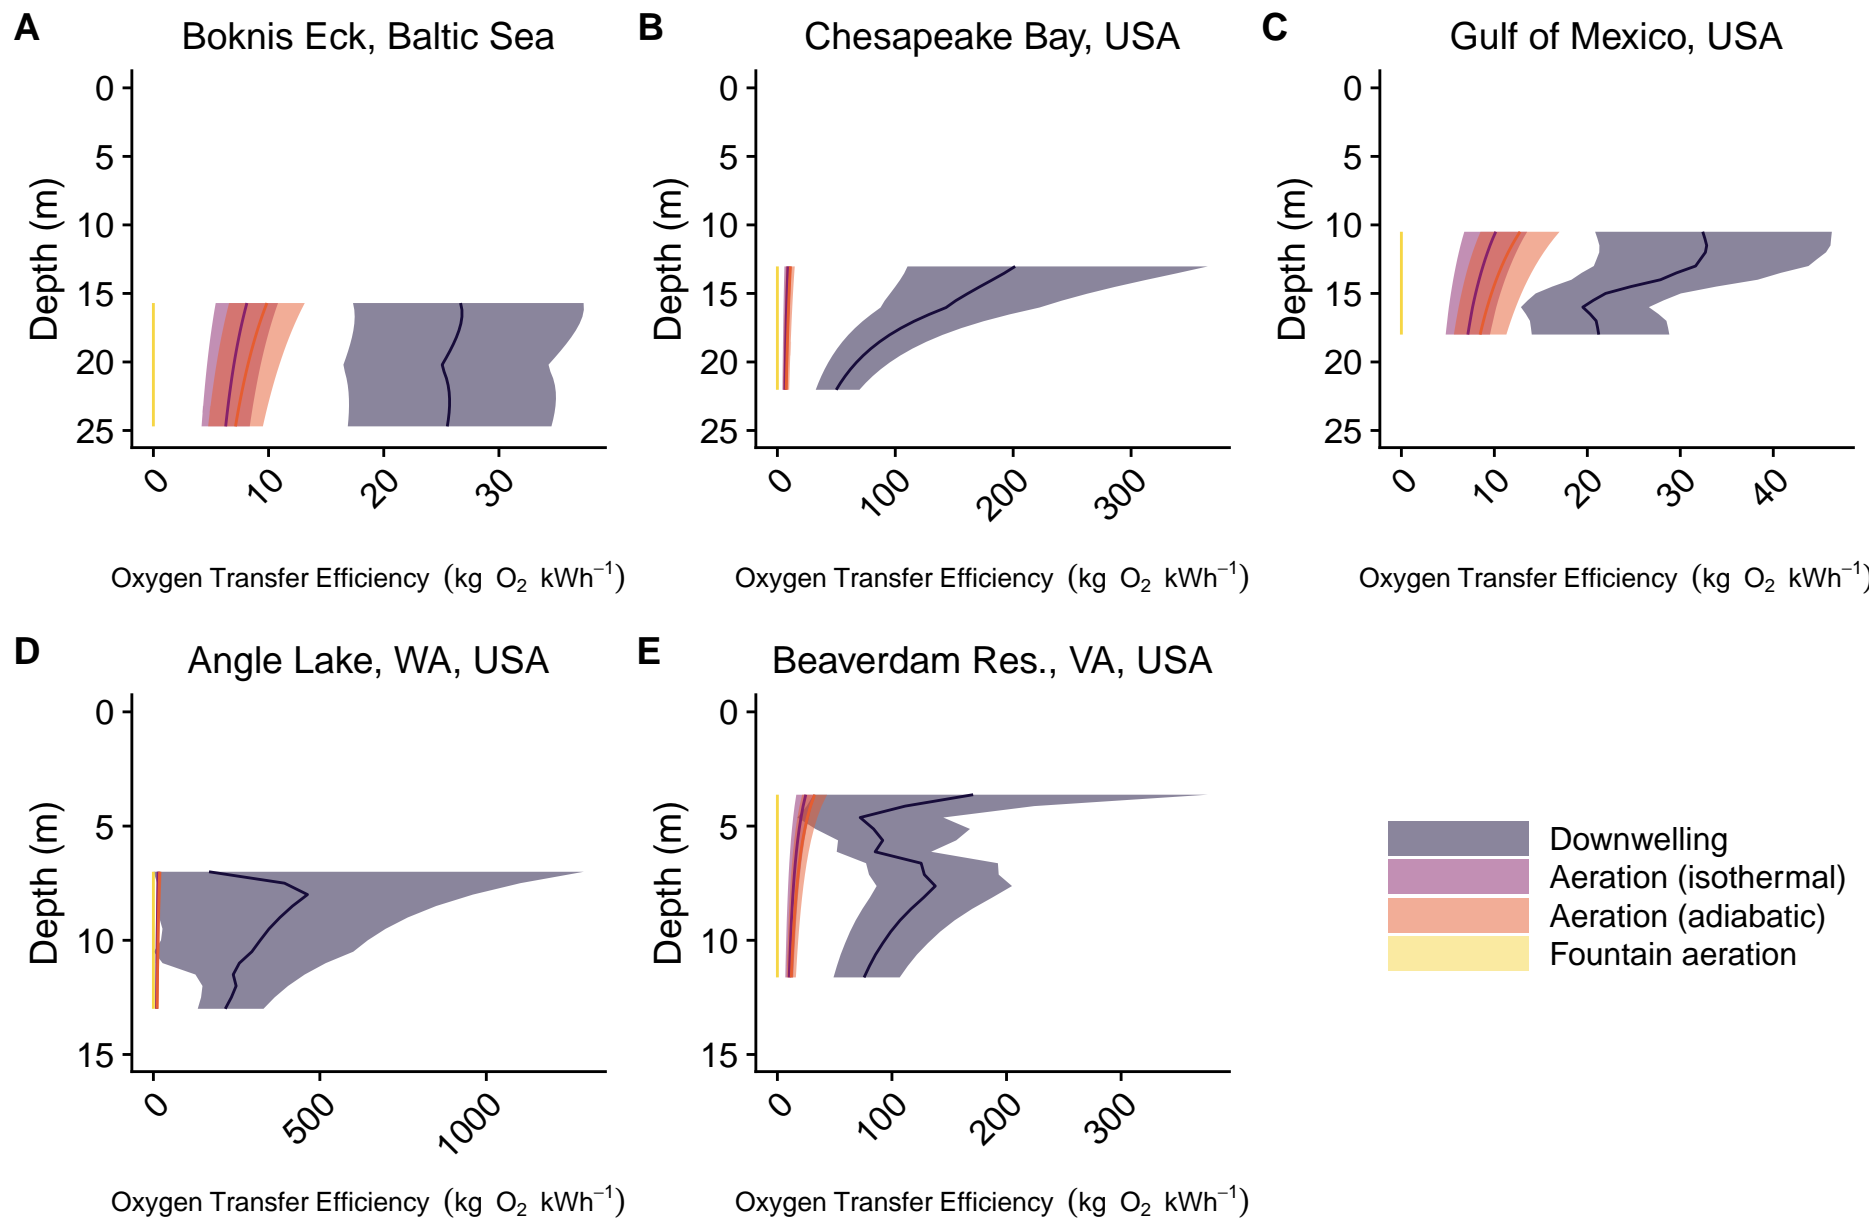 A Boknis Eck, Baltic Sea
0
5
10
15
20
25
Depth (m)
0 10 20 30
Oxygen Transfer Efficiency (kg O₂ kWh⁻¹)
B Chesapeake Bay, USA
0
5
10
15
20
25
Depth (m)
0 100 200 300
Oxygen Transfer Efficiency (kg O₂ kWh⁻¹)
C Gulf of Mexico, USA
0
5
10
15
20
25
Depth (m)
0 10 20 30 40
Oxygen Transfer Efficiency (kg O₂ kWh⁻¹)
D Angle Lake, WA, USA
0
5
10
15
Depth (m)
0 500 1000
Oxygen Transfer Efficiency (kg O₂ kWh⁻¹)
E Beaverdam Res., VA, USA
0
5
10
15
Depth (m)
0 100 200 300
Oxygen Transfer Efficiency (kg O₂ kWh⁻¹)
Downwelling
Aeration (isothermal)
Aeration (adiabatic)
Fountain aeration